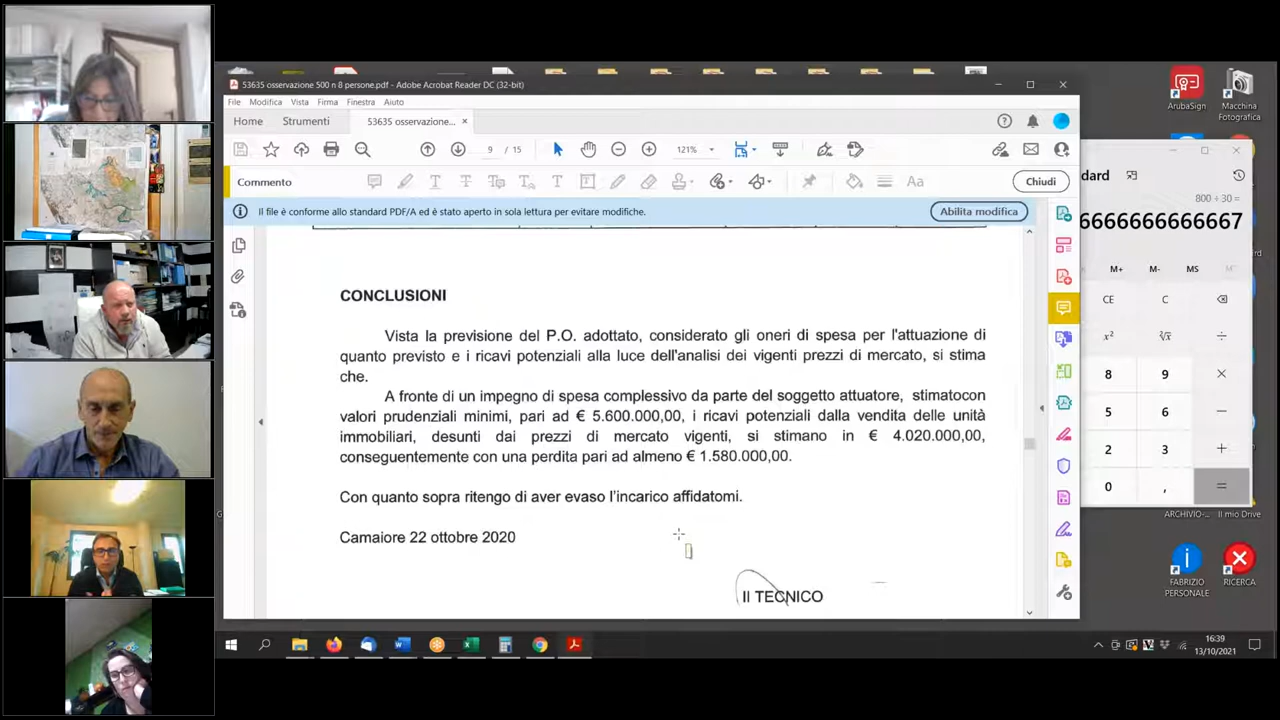 53635 osservazione 500 n 8 persone.pdf - Adobe Acrobat Reader DC (32-bit)
File Modifica Vista Firma Finestra Aiuto
Home Strumenti 53635 osservazione... ×
9 / 15 121%
Commento Aa Chiudi
Il file è conforme allo standard PDF/A ed è stato aperto in sola lettura per evitare modifiche. Abilita modifica
CONCLUSIONI
Vista la previsione del P.O. adottato, considerato gli oneri di spesa per l'attuazione di
quanto previsto e i ricavi potenziali alla luce dell'analisi dei vigenti prezzi di mercato, si stima
che.
A fronte di un impegno di spesa complessivo da parte del soggetto attuatore, stimatocon
valori prudenziali minimi, pari ad € 5.600.000,00, i ricavi potenziali dalla vendita delle unità
immobiliari, desunti dai prezzi di mercato vigenti, si stimano in € 4.020.000,00,
conseguentemente con una perdita pari ad almeno € 1.580.000,00.
Con quanto sopra ritengo di aver evaso l'incarico affidatomi.
Camaiore 22 ottobre 2020
Il TECNICO
ArubaSign
Macchina
Fotografica
dard
800 ÷ 30 =
6666666666667
M+ M- MS
CE C
8 9 ×
5 6 −
2 3 +
0 , =
ARCHIVIO-... Il mio Drive
FABRIZIO
PERSONALE
RICERCA
16:39
13/10/2021